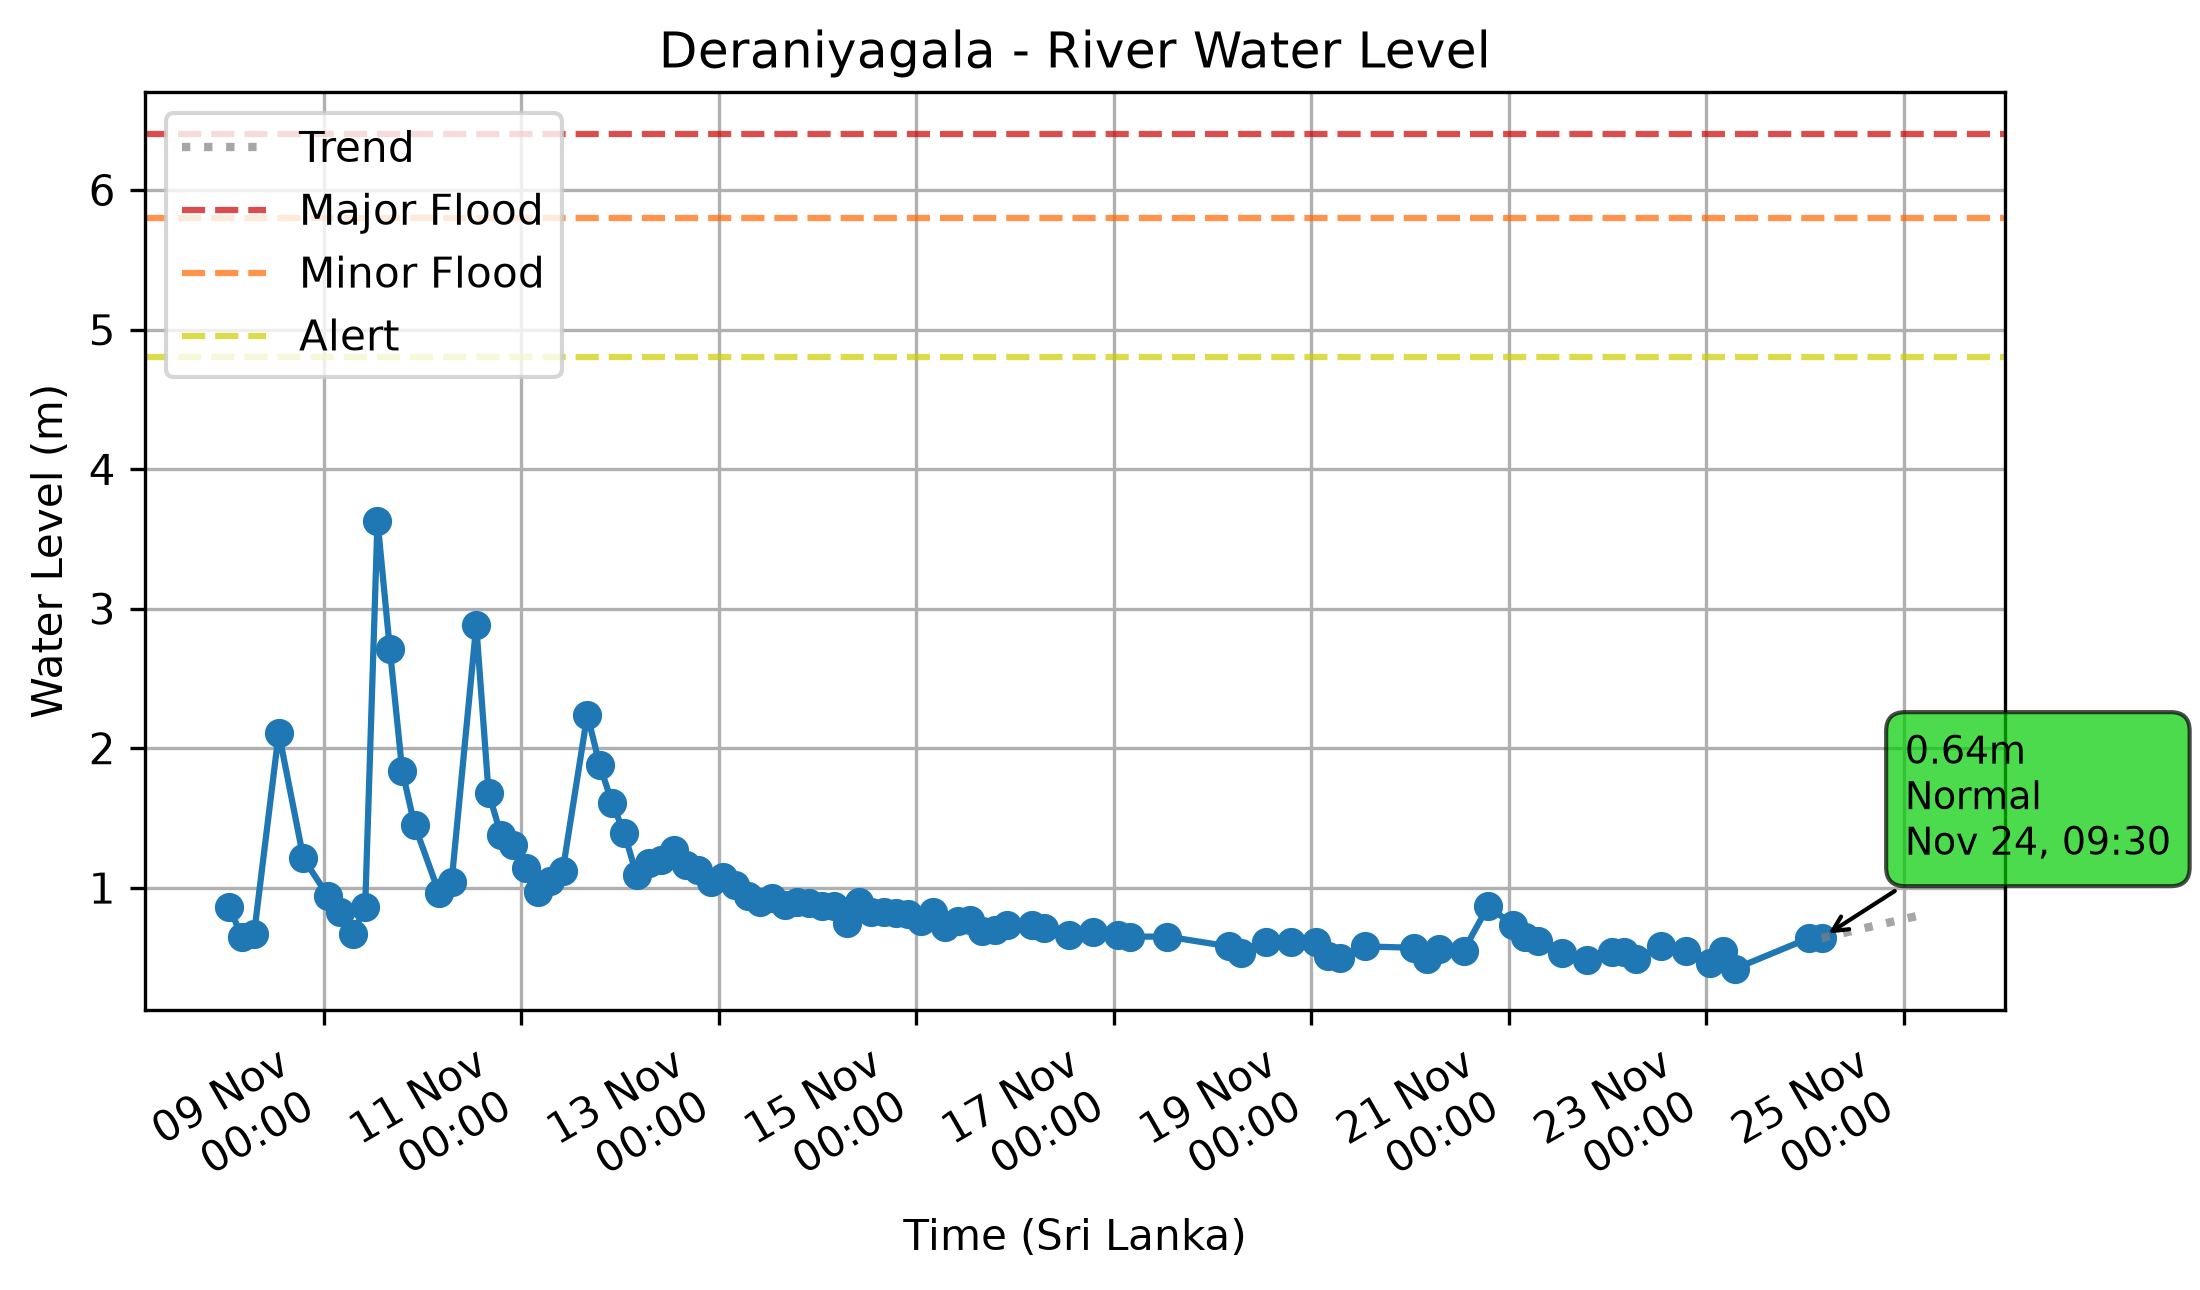 Deraniyagala - River Water Level
Trend
Major Flood
Minor Flood
Alert
Water Level (m)
6
5
4
3
2
1
0.64m
Normal
Nov 24, 09:30
09 Nov
00:00
11 Nov
00:00
13 Nov
00:00
15 Nov
00:00
17 Nov
00:00
19 Nov
00:00
21 Nov
00:00
23 Nov
00:00
25 Nov
00:00
Time (Sri Lanka)